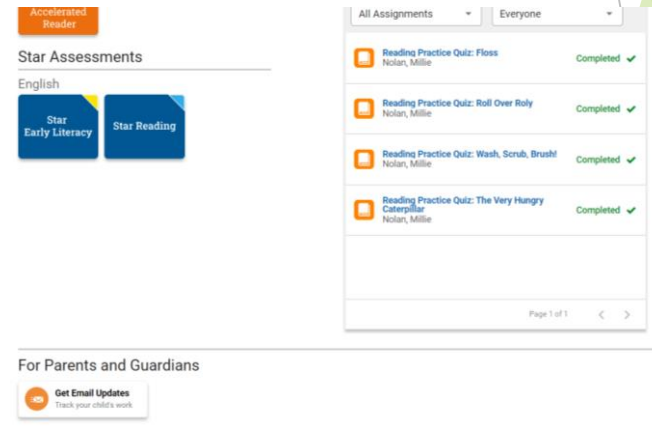 Accelerated
Reader
Star Assessments
English
Star
Early Literacy
Star Reading
All Assignments
Everyone
Reading Practice Quiz: Floss
Nolan, Millie
Completed
Reading Practice Quiz: Roll Over Roly
Nolan, Millie
Completed
Reading Practice Quiz: Wash, Scrub, Brush!
Nolan, Millie
Completed
Reading Practice Quiz: The Very Hungry
Caterpillar
Nolan, Millie
Completed
Page 1 of 1
For Parents and Guardians
Get Email Updates
Track your child's work